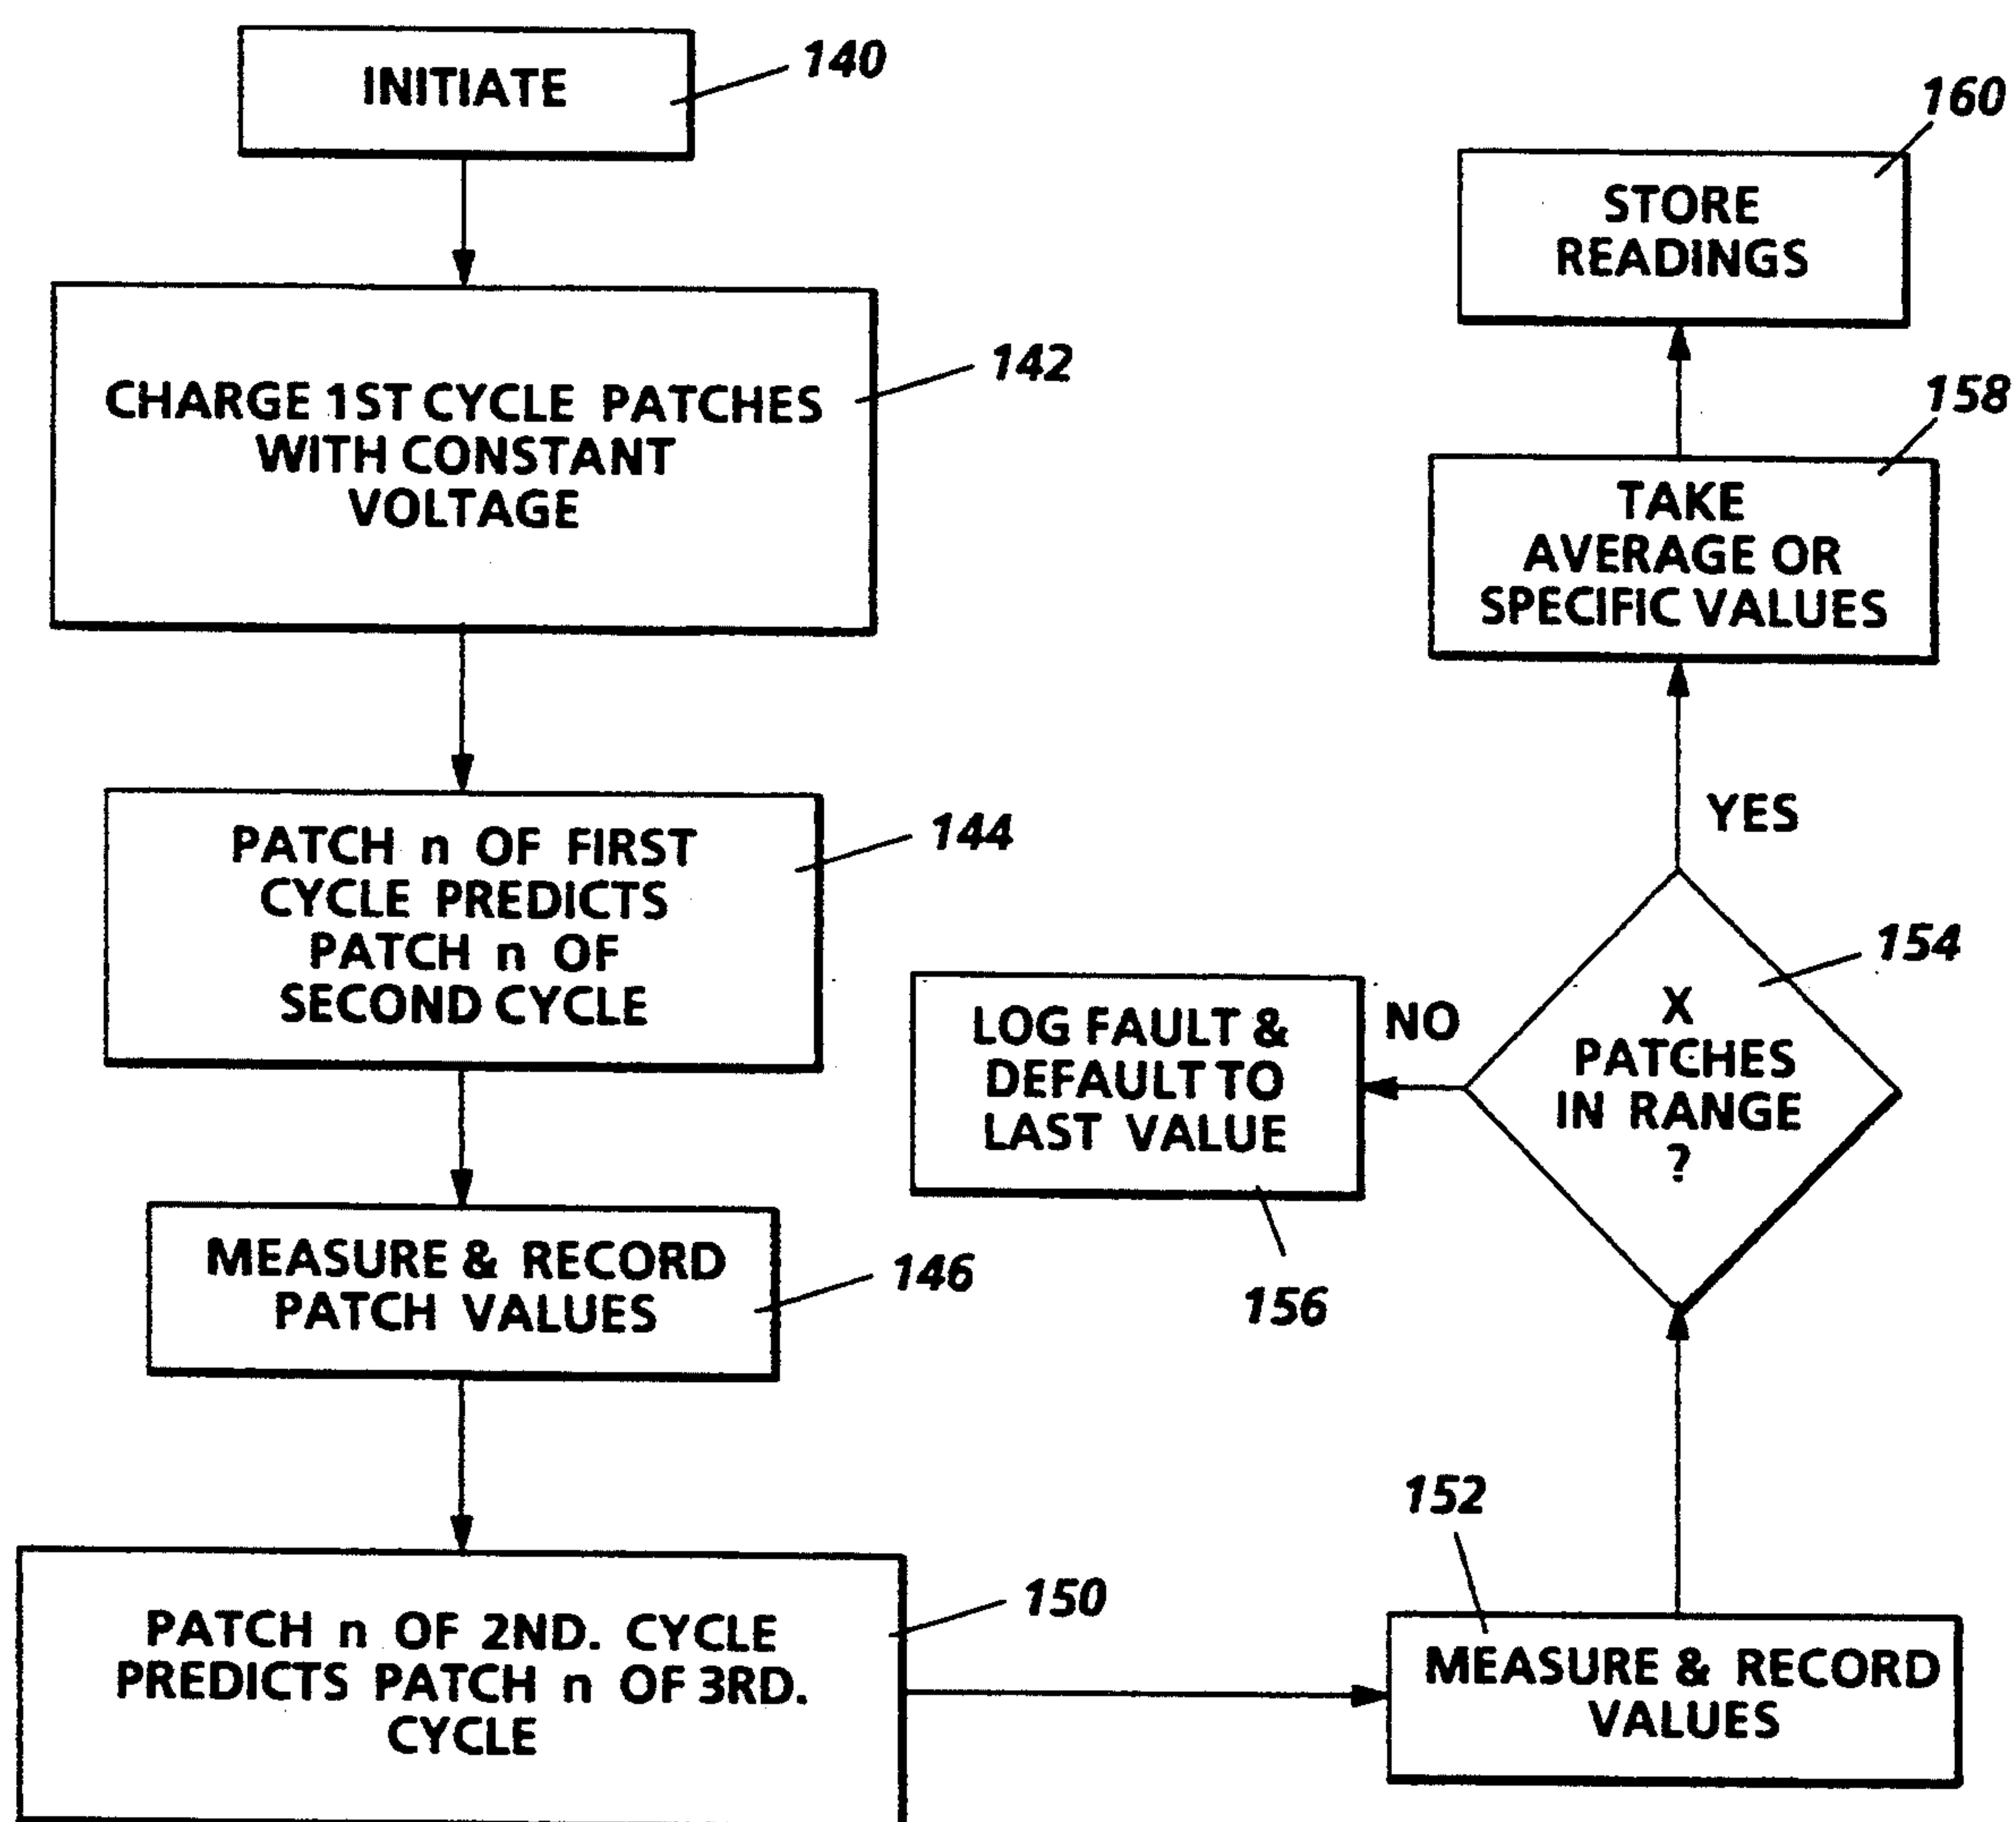 INITIATE
140
CHARGE 1ST CYCLE PATCHES
WITH CONSTANT
VOLTAGE
142
PATCH n OF FIRST
CYCLE PREDICTS
PATCH n OF
SECOND CYCLE
144
MEASURE & RECORD
PATCH VALUES
146
PATCH n OF 2ND. CYCLE
PREDICTS PATCH n OF 3RD.
CYCLE
150
152
MEASURE & RECORD
VALUES
X
PATCHES
IN RANGE
?
154
NO
LOG FAULT &
DEFAULT TO
LAST VALUE
156
YES
TAKE
AVERAGE OR
SPECIFIC VALUES
158
STORE
READINGS
160